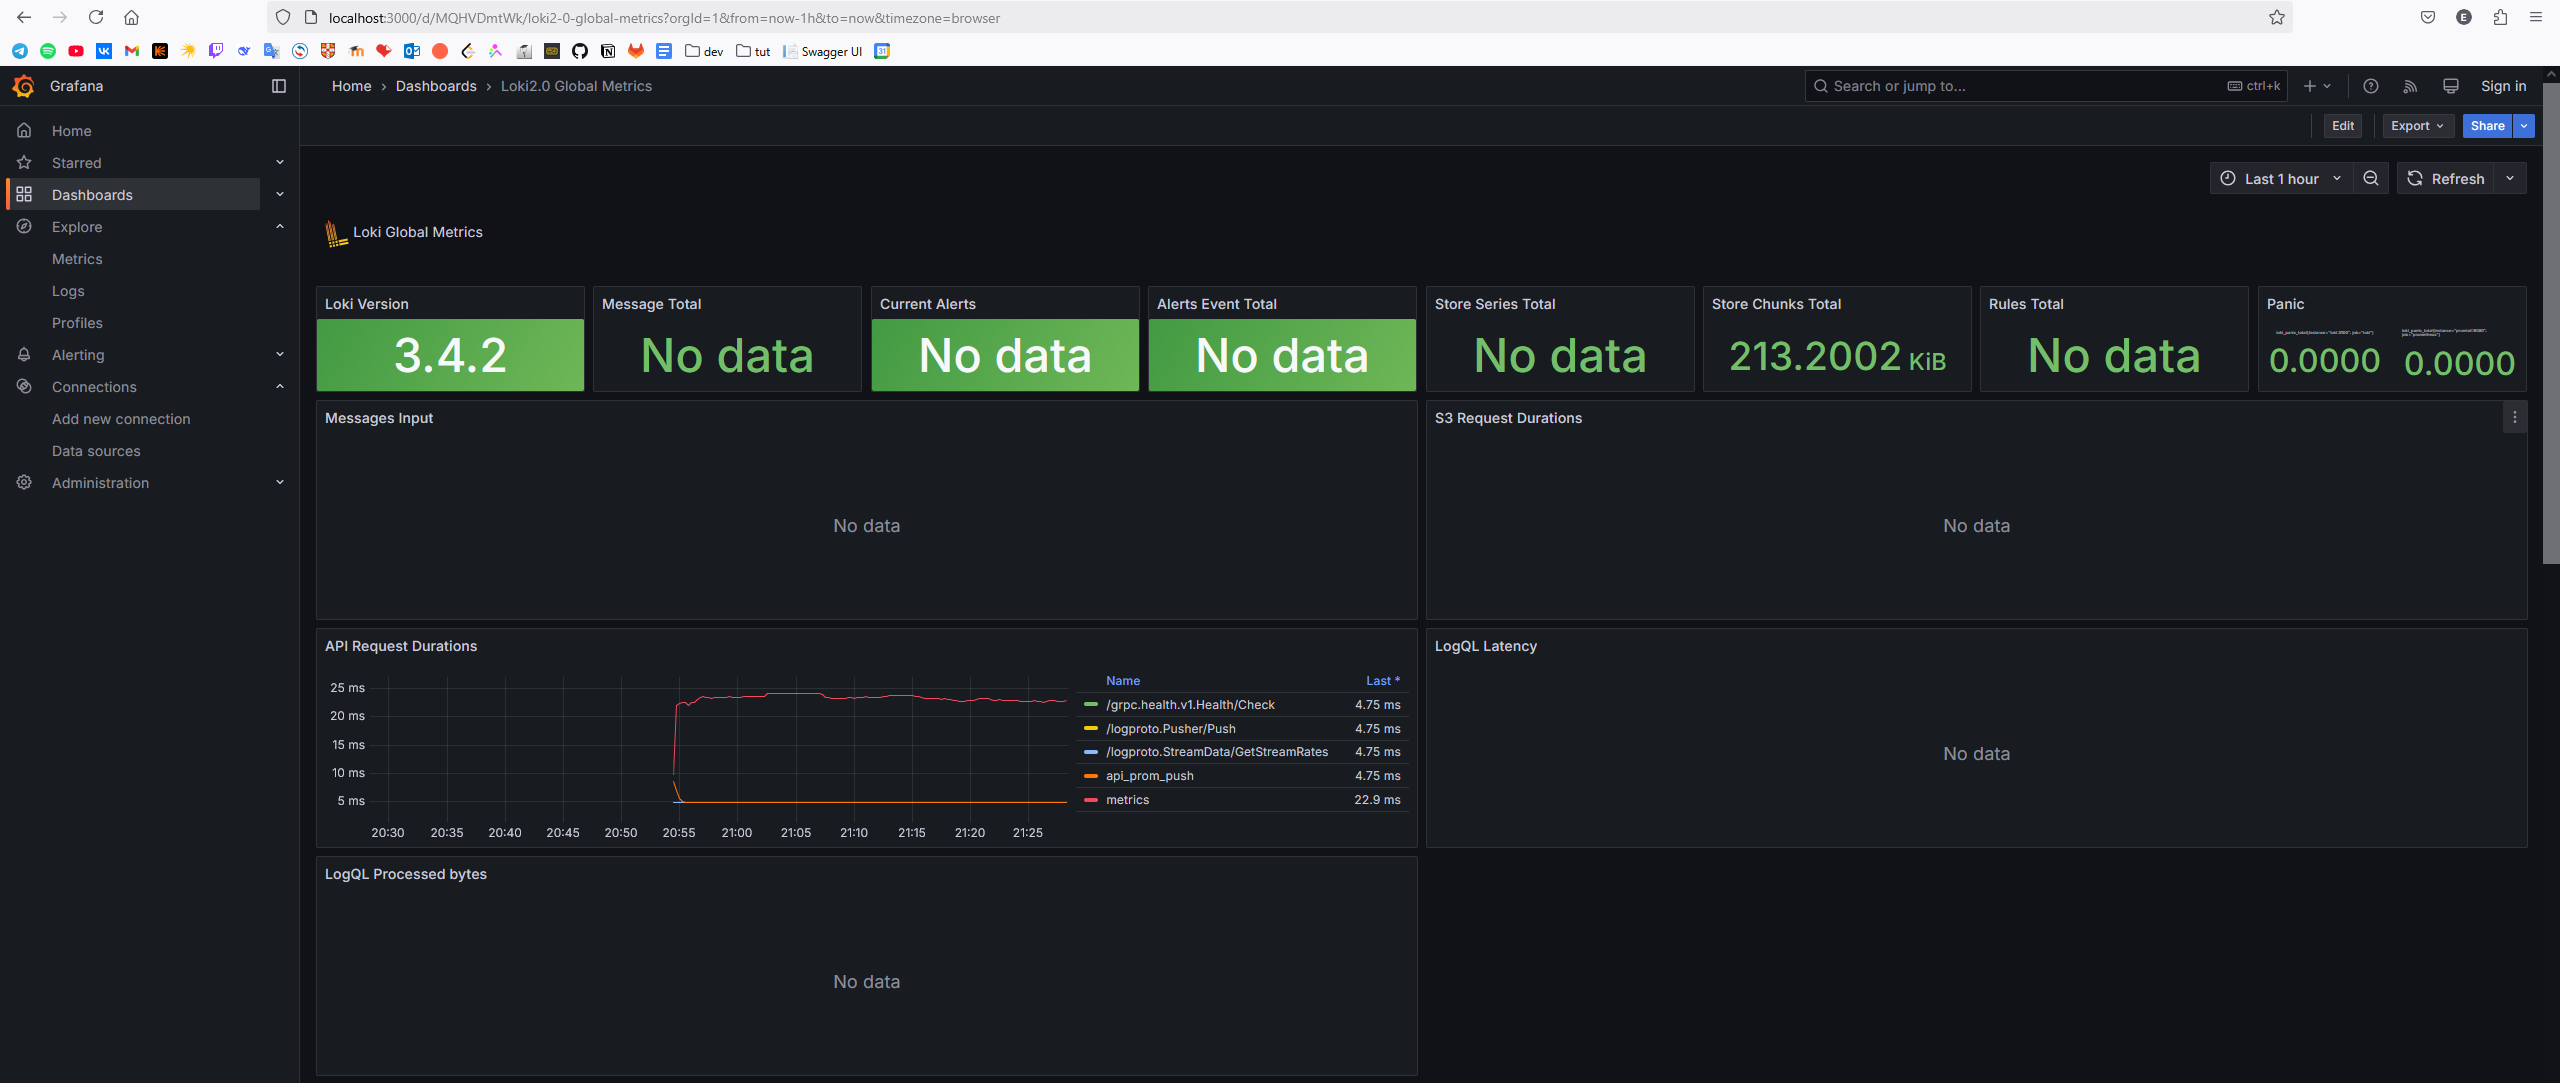 localhost:3000/d/MQHVDmtWk/loki2-0-global-metrics?orgId=1&from=now-1h&to=now&timezone=browser
E
dev
tut
Swagger UI
31
Grafana
Home › Dashboards › Loki2.0 Global Metrics
Search or jump to...
ctrl+k
Sign in
Edit
Export
Share
Home
Starred
Dashboards
Explore
Metrics
Logs
Profiles
Alerting
Connections
Add new connection
Data sources
Administration
Last 1 hour
Refresh
Loki Global Metrics
Loki Version
3.4.2
Message Total
No data
Current Alerts
No data
Alerts Event Total
No data
Store Series Total
No data
Store Chunks Total
213.2002 KiB
Rules Total
No data
Panic
0.0000
0.0000
Messages Input
No data
S3 Request Durations
No data
API Request Durations
25 ms
20 ms
15 ms
10 ms
5 ms
20:30 20:35 20:40 20:45 20:50 20:55 21:00 21:05 21:10 21:15 21:20 21:25
Name Last *
/grpc.health.v1.Health/Check 4.75 ms
/logproto.Pusher/Push 4.75 ms
/logproto.StreamData/GetStreamRates 4.75 ms
api_prom_push 4.75 ms
metrics 22.9 ms
LogQL Latency
No data
LogQL Processed bytes
No data